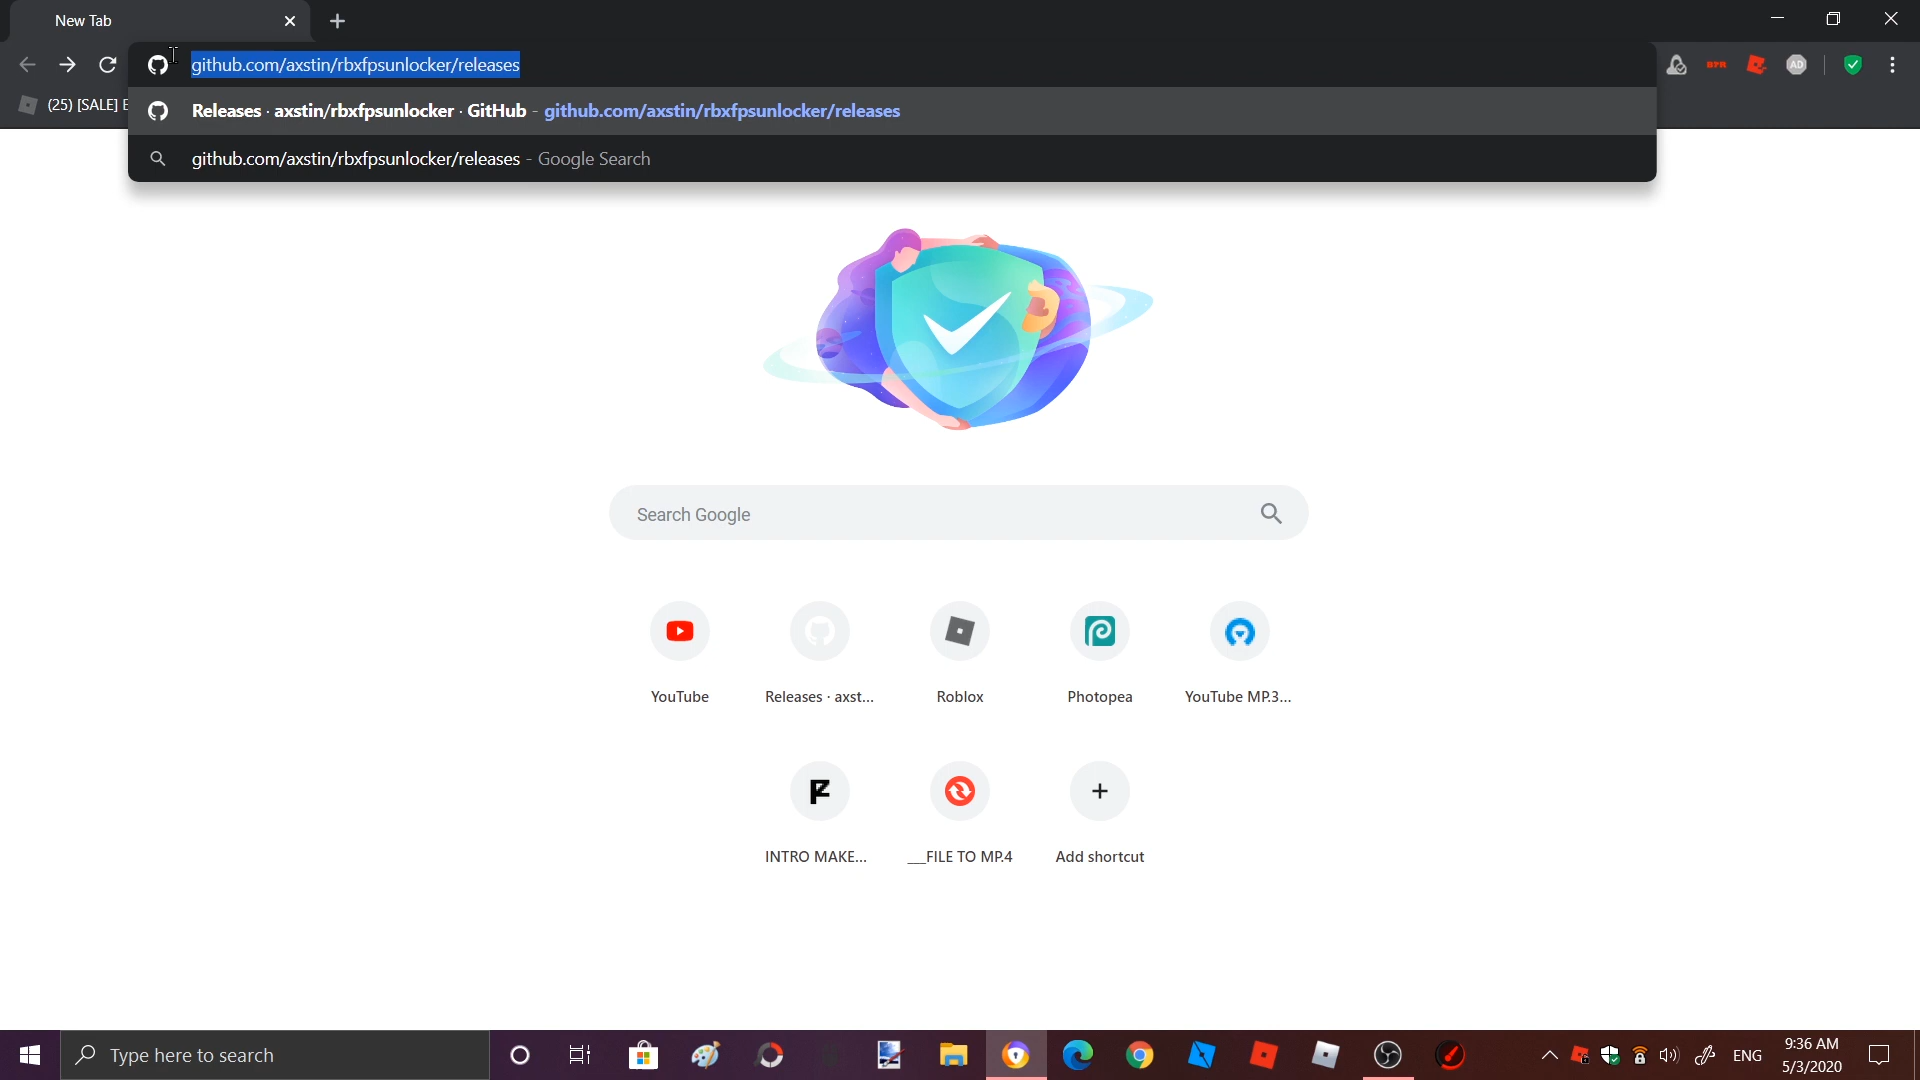 New Tab
github.com/axstin/rbxfpsunlocker/releases
(25) [SALE] E
Releases · axstin/rbxfpsunlocker · GitHub - github.com/axstin/rbxfpsunlocker/releases
github.com/axstin/rbxfpsunlocker/releases - Google Search
Search Google
YouTube
Releases · axst...
Roblox
Photopea
YouTube MP3...
INTRO MAKE...
__FILE TO MP4
Add shortcut
Type here to search
ENG
9:36 AM
5/3/2020